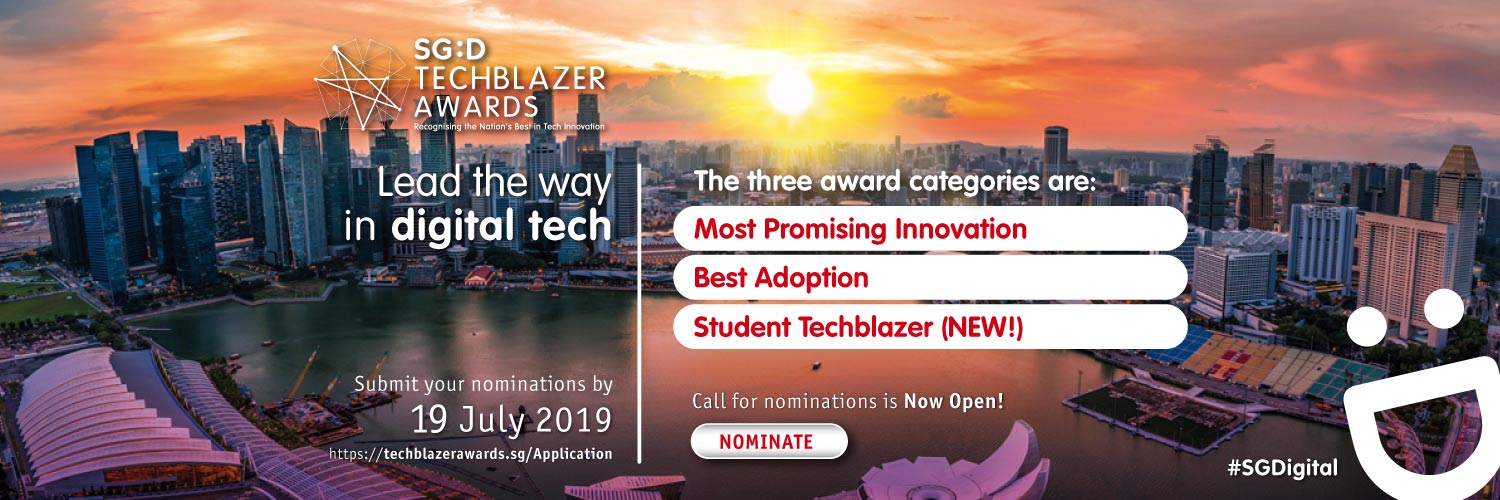 SG:D
TECHBLAZER
AWARDS
Recognising the Nation's Best in Tech Innovation
Lead the way
in digital tech
Submit your nominations by
19 July 2019
https://techblazerawards.sg/Application
The three award categories are:
Most Promising Innovation
Best Adoption
Student Techblazer (NEW!)
Call for nominations is Now Open!
NOMINATE
#SGDigital